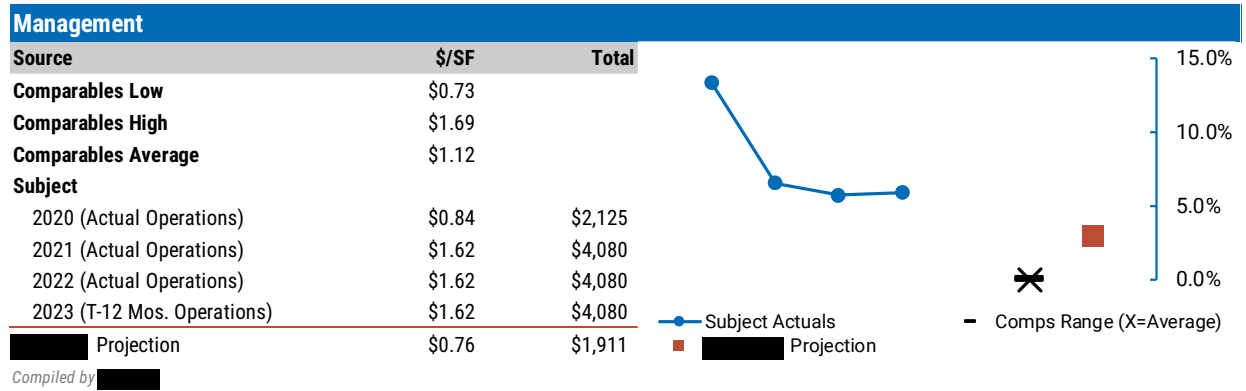 Management
Source $/SF Total
Comparables Low $0.73
Comparables High $1.69
Comparables Average $1.12
Subject
2020 (Actual Operations) $0.84 $2,125
2021 (Actual Operations) $1.62 $4,080
2022 (Actual Operations) $1.62 $4,080
2023 (T-12 Mos. Operations) $1.62 $4,080
Projection $0.76 $1,911
Compiled by
15.0%
10.0%
5.0%
0.0%
Subject Actuals
Comps Range (X=Average)
Projection